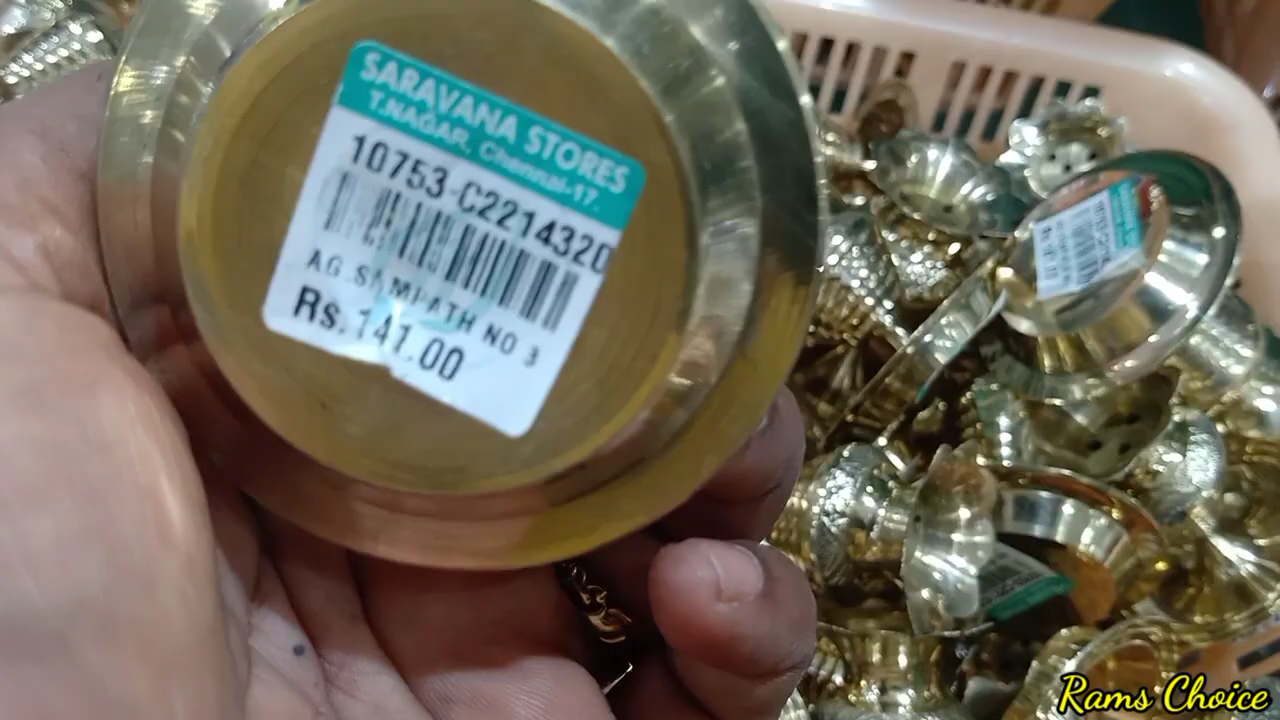 SARAVANA STORES
T.NAGAR, Chennai-17.
10753-C2214320
AG SAMPATH NO 3
Rs.141.00
Rams Choice